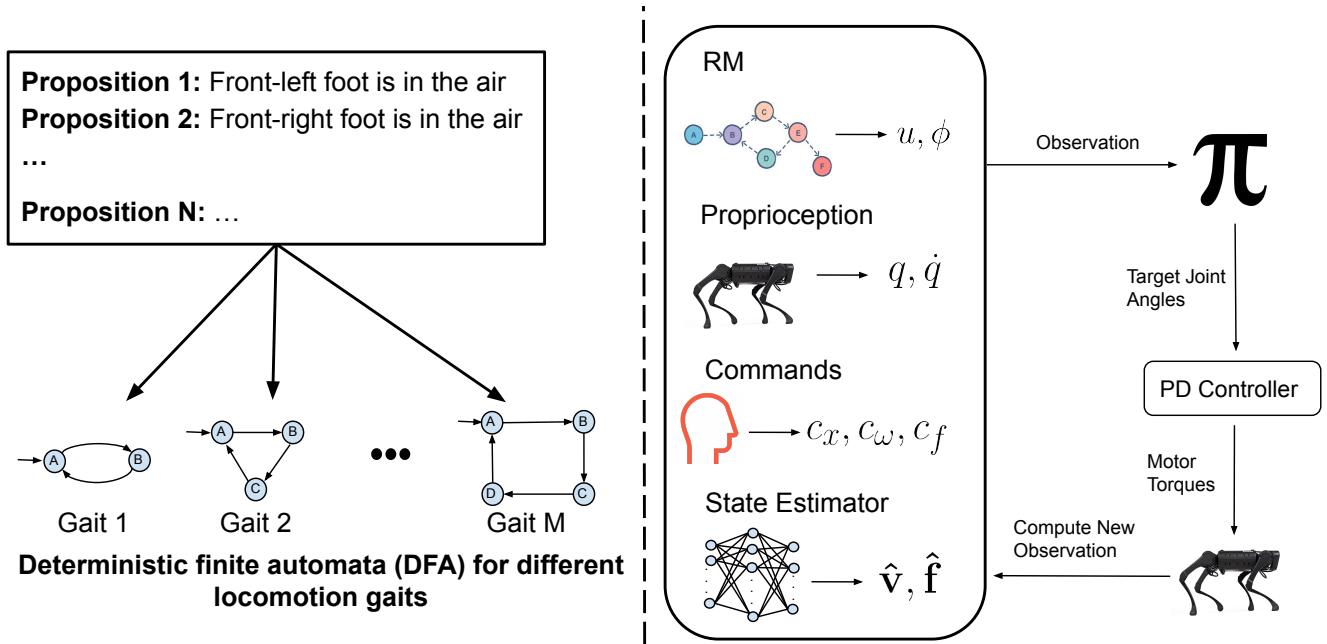 Proposition 1: Front-left foot is in the air
Proposition 2: Front-right foot is in the air
...
Proposition N: ...
A
B
Gait 1
A
B
C
Gait 2
•••
A
B
D
C
Gait M
Deterministic finite automata (DFA) for different
locomotion gaits
RM
A
B
C
D
E
F
u, ϕ
Proprioception
q, q̇
Commands
c_x, c_ω, c_f
State Estimator
v̂, f̂
Observation
π
Target Joint
Angles
PD Controller
Motor
Torques
Compute New
Observation